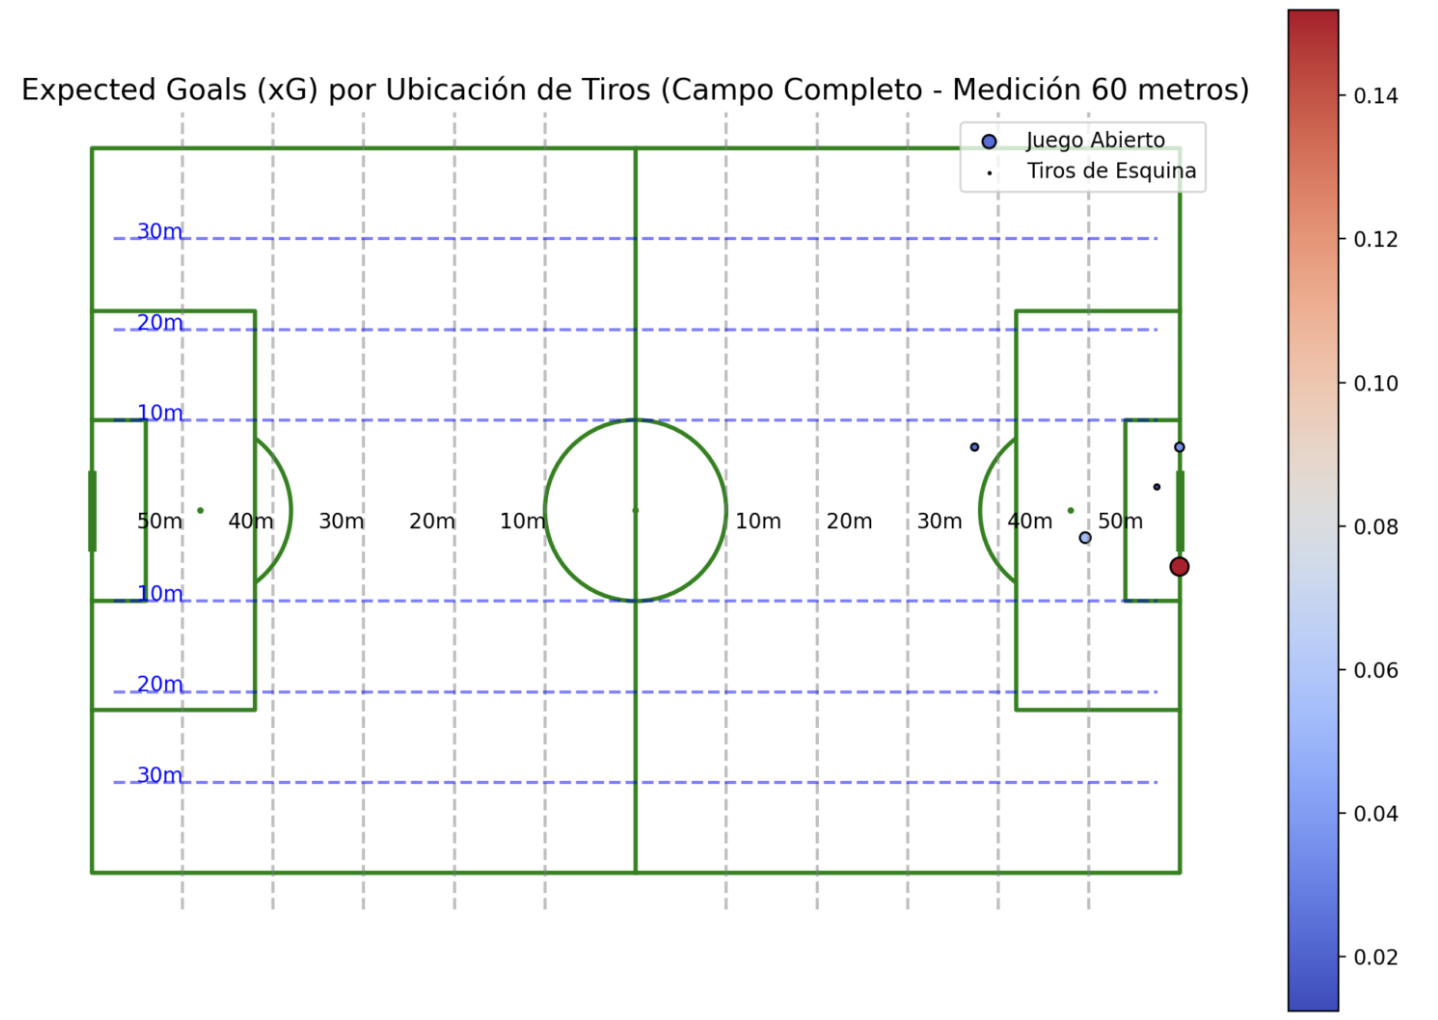 Expected Goals (xG) por Ubicación de Tiros (Campo Completo - Medición 60 metros)
Juego Abierto
Tiros de Esquina
30m
20m
10m
50m 40m 30m 20m 10m 10m 20m 30m 40m 50m
10m
20m
30m
0.14
0.12
0.10
0.08
0.06
0.04
0.02